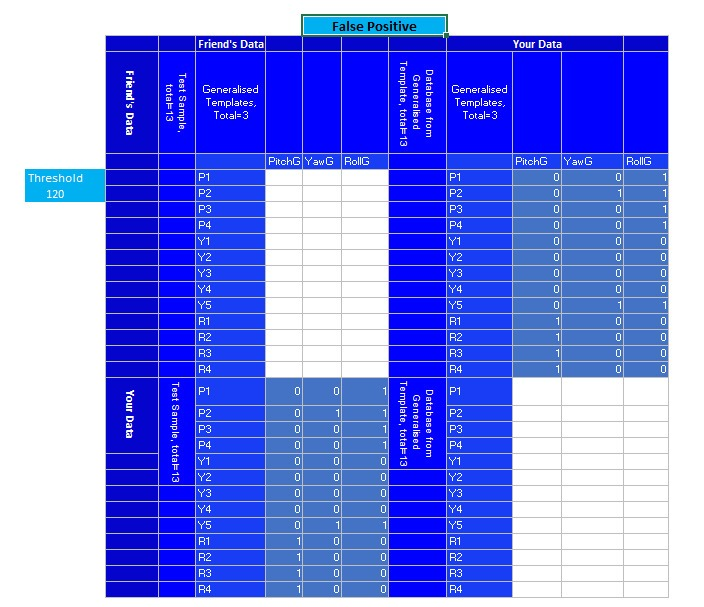 False Positive
Friend's Data Your Data
Friend's Data Test Sample, total=13 Generalised Templates, Total=3 Database from Generalised Template, total=13 Generalised Templates, Total=3
PitchG YawG RollG PitchG YawG RollG
Threshold 120
P1 P1 0 0 1
P2 P2 0 1 1
P3 P3 0 0 1
P4 P4 0 0 1
Y1 Y1 0 0 0
Y2 Y2 0 0 0
Y3 Y3 0 0 0
Y4 Y4 0 0 0
Y5 Y5 0 1 1
R1 R1 1 0 0
R2 R2 1 0 0
R3 R3 1 0 0
R4 R4 1 0 0
Your Data Test Sample, total=13 Database from Generalised Template, total=13
P1 0 0 1 P1
P2 0 1 1 P2
P3 0 0 1 P3
P4 0 0 1 P4
Y1 0 0 0 Y1
Y2 0 0 0 Y2
Y3 0 0 0 Y3
Y4 0 0 0 Y4
Y5 0 1 1 Y5
R1 1 0 0 R1
R2 1 0 0 R2
R3 1 0 0 R3
R4 1 0 0 R4